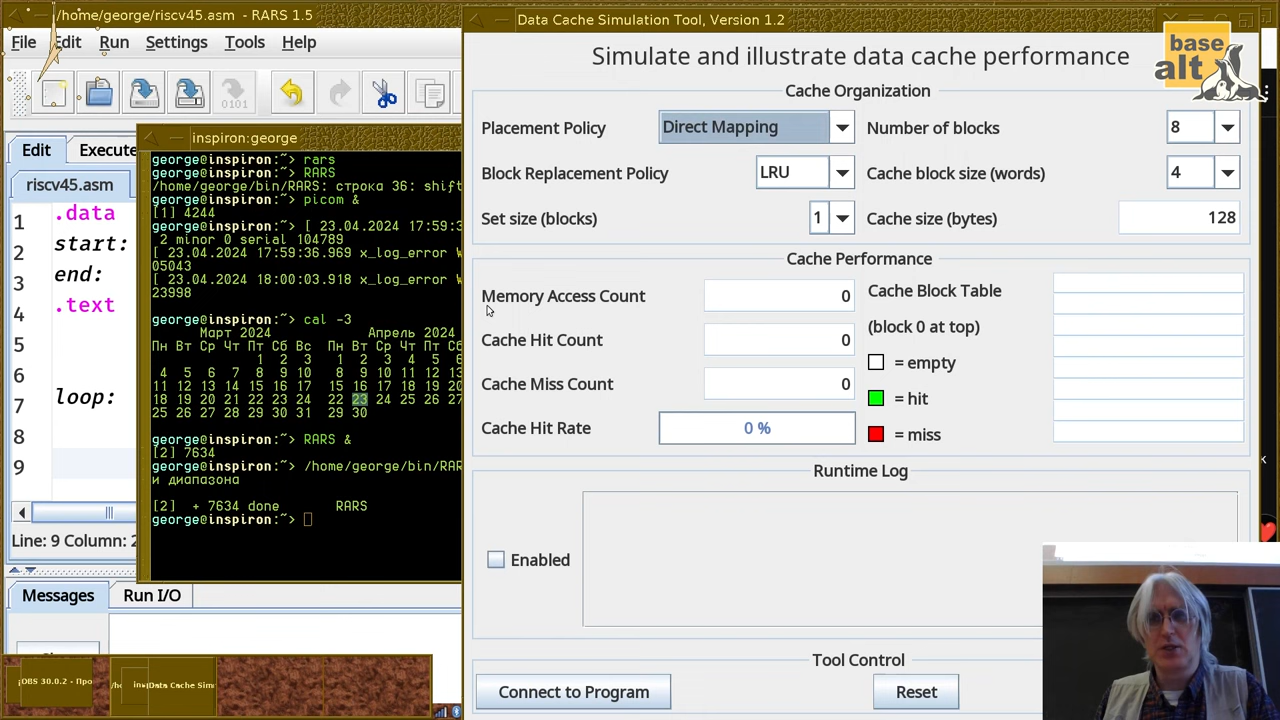 /home/george/riscv45.asm - RARS 1.5
File Edit Run Settings Tools Help
Edit Execute
riscv45.asm
1 .data
2 start:
3 end:
4 .text
5
6
7 loop:
8
9
Line: 9 Column: 2
Messages Run I/O
inspiron:george
george@inspiron:~> rars
george@inspiron:~> RARS
/home/george/bin/RARS: строка 36: shift
george@inspiron:~> picom &
[1] 4244
george@inspiron:~> [ 23.04.2024 17:59:3
2 minor 0 serial 104789
[ 23.04.2024 17:59:36.969 x_log_error W
05043
[ 23.04.2024 18:00:03.918 x_log_error W
23998
george@inspiron:~> cal -3
Март 2024 Апрель 2024
Пн Вт Ср Чт Пт Сб Вс Пн Вт Ср Чт Пт Сб
1 2 3 1 2 3 4 5 6
4 5 6 7 8 9 10 8 9 10 11 12 13
11 12 13 14 15 16 17 15 16 17 18 19 20
18 19 20 21 22 23 24 22 23 24 25 26 27
25 26 27 28 29 30 31 29 30
george@inspiron:~> RARS &
[2] 7634
george@inspiron:~> /home/george/bin/RAR
и диапазона
[2] + 7634 done RARS
george@inspiron:~>
Data Cache Simulation Tool, Version 1.2
Simulate and illustrate data cache performance
Cache Organization
Placement Policy Direct Mapping Number of blocks 8
Block Replacement Policy LRU Cache block size (words) 4
Set size (blocks) 1 Cache size (bytes) 128
Cache Performance
Memory Access Count 0 Cache Block Table
(block 0 at top)
Cache Hit Count 0
= empty
Cache Miss Count 0
= hit
Cache Hit Rate 0 %
= miss
Runtime Log
Enabled
Tool Control
Connect to Program Reset
base
alt
OBS 30.0.2 - Про
Data Cache Sim